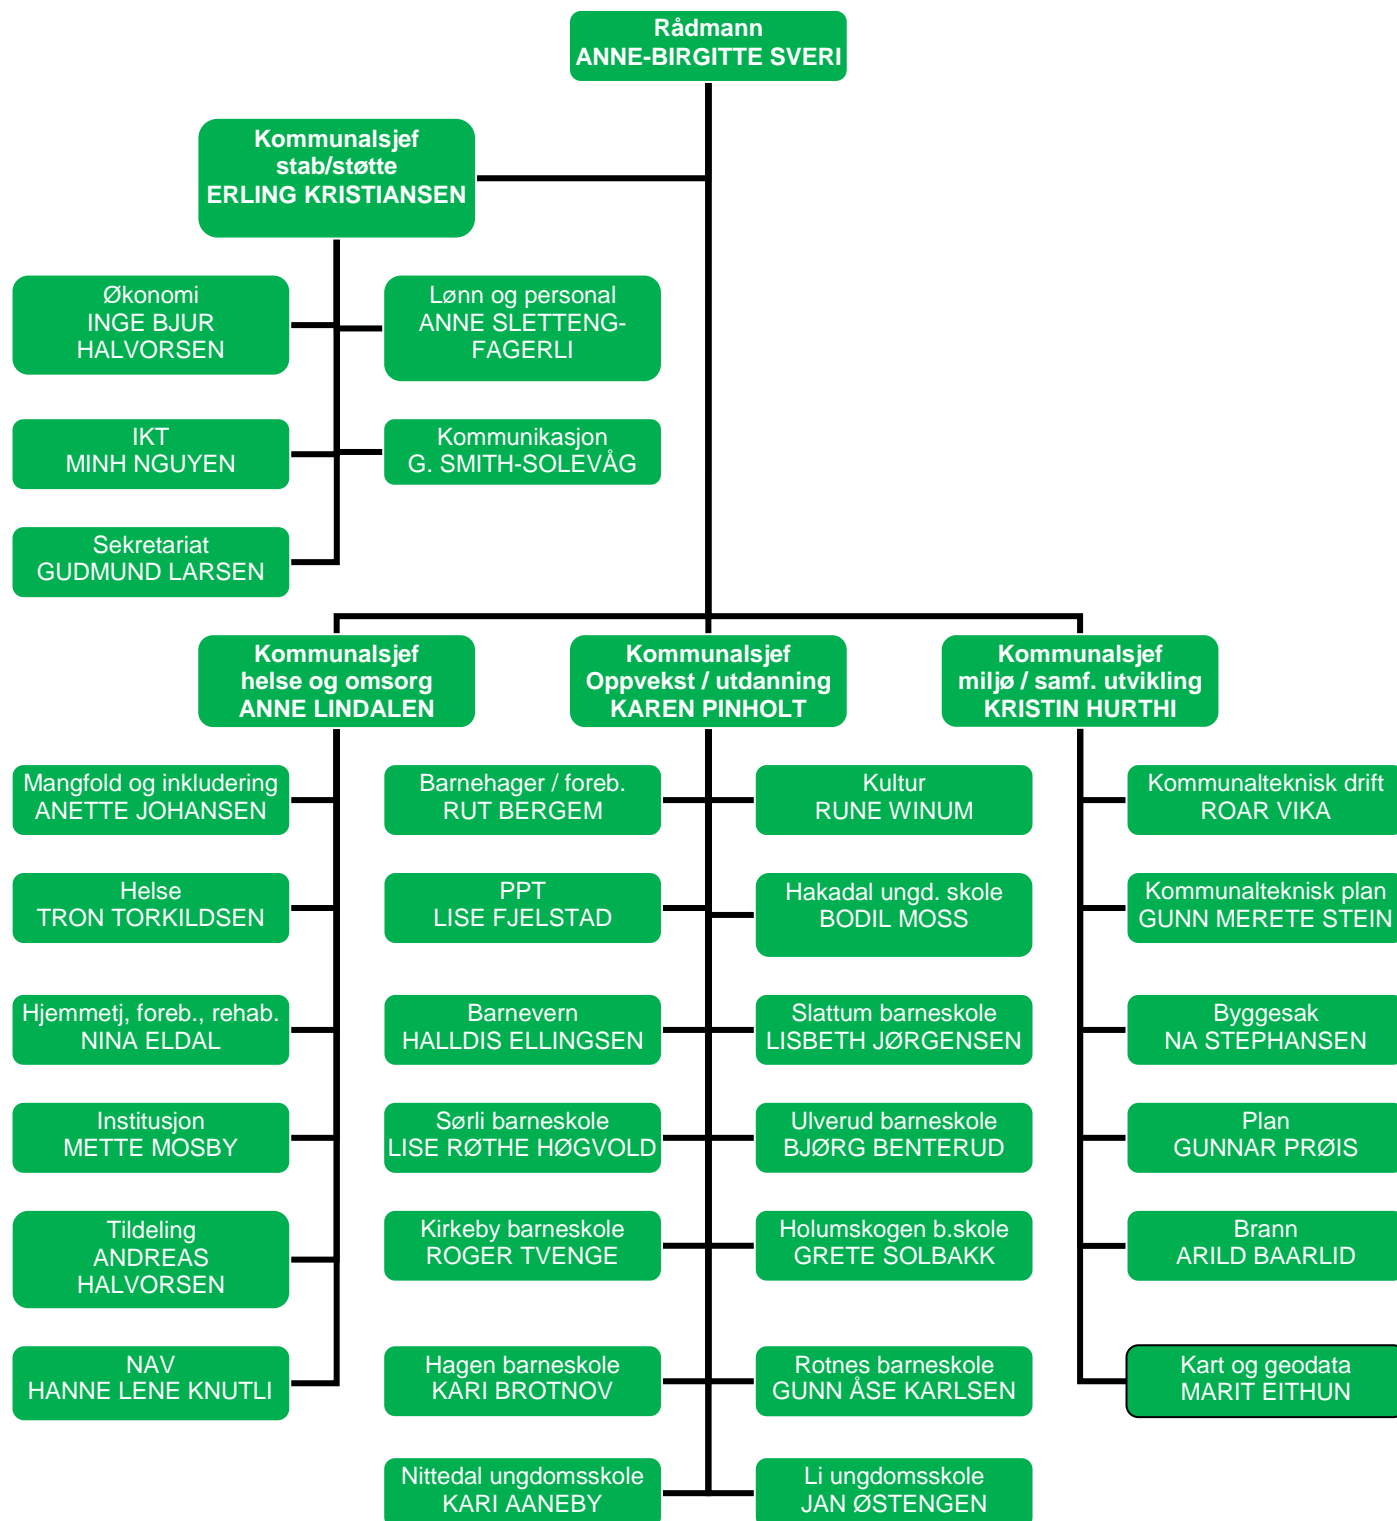 Rådmann
ANNE-BIRGITTE SVERI
Kommunalsjef
stab/støtte
ERLING KRISTIANSEN
Økonomi
INGE BJUR
HALVORSEN
Lønn og personal
ANNE SLETTENG-
FAGERLI
IKT
MINH NGUYEN
Kommunikasjon
G. SMITH-SOLEVÅG
Sekretariat
GUDMUND LARSEN
Kommunalsjef
helse og omsorg
ANNE LINDALEN
Kommunalsjef
Oppvekst / utdanning
KAREN PINHOLT
Kommunalsjef
miljø / samf. utvikling
KRISTIN HURTHI
Mangfold og inkludering
ANETTE JOHANSEN
Barnehager / foreb.
RUT BERGEM
Kultur
RUNE WINUM
Kommunalteknisk drift
ROAR VIKA
Helse
TRON TORKILDSEN
PPT
LISE FJELSTAD
Hakadal ungd. skole
BODIL MOSS
Kommunalteknisk plan
GUNN MERETE STEIN
Hjemmetj, foreb., rehab.
NINA ELDAL
Barnevern
HALLDIS ELLINGSEN
Slattum barneskole
LISBETH JØRGENSEN
Byggesak
NA STEPHANSEN
Institusjon
METTE MOSBY
Sørli barneskole
LISE RØTHE HØGVOLD
Ulverud barneskole
BJØRG BENTERUD
Plan
GUNNAR PRØIS
Tildeling
ANDREAS
HALVORSEN
Kirkeby barneskole
ROGER TVENGE
Holumskogen b.skole
GRETE SOLBAKK
Brann
ARILD BAARLID
NAV
HANNE LENE KNUTLI
Hagen barneskole
KARI BROTNOV
Rotnes barneskole
GUNN ÅSE KARLSEN
Kart og geodata
MARIT EITHUN
Nittedal ungdomsskole
KARI AANEBY
Li ungdomsskole
JAN ØSTENGEN